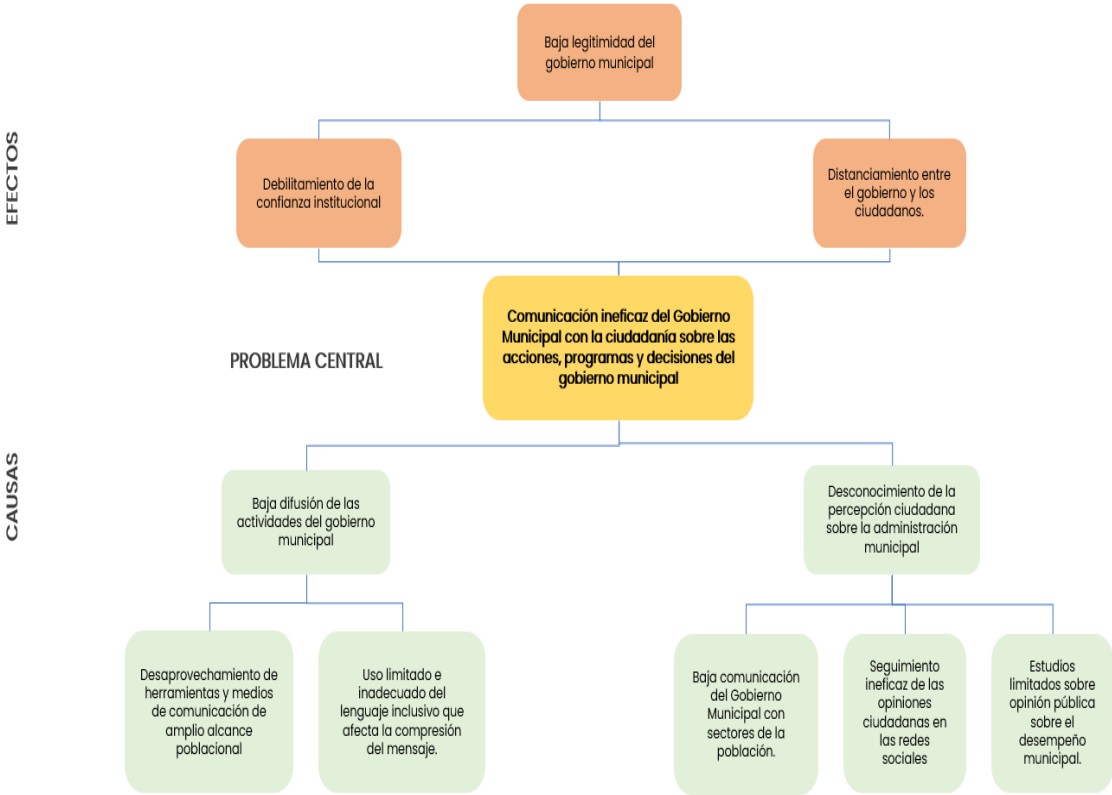 Baja legitimidad del
gobierno municipal
EFECTOS
Debilitamiento de la
confianza institucional
Distanciamiento entre
el gobierno y los
ciudadanos.
Comunicación ineficaz del Gobierno
Municipal con la ciudadanía sobre las
acciones, programas y decisiones del
gobierno municipal
PROBLEMA CENTRAL
CAUSAS
Baja difusión de las
actividades del gobierno
municipal
Desconocimiento de la
percepción ciudadana
sobre la administración
municipal
Desaprovechamiento de
herramientas y medios
de comunicación de
amplio alcance
poblacional
Uso limitado e
inadecuado del
lenguaje inclusivo que
afecta la compresión
del mensaje.
Baja comunicación
del Gobierno
Municipal con
sectores de la
población.
Seguimiento
ineficaz de las
opiniones
ciudadanas en
las redes
sociales
Estudios
limitados sobre
opinión pública
sobre el
desempeño
municipal.